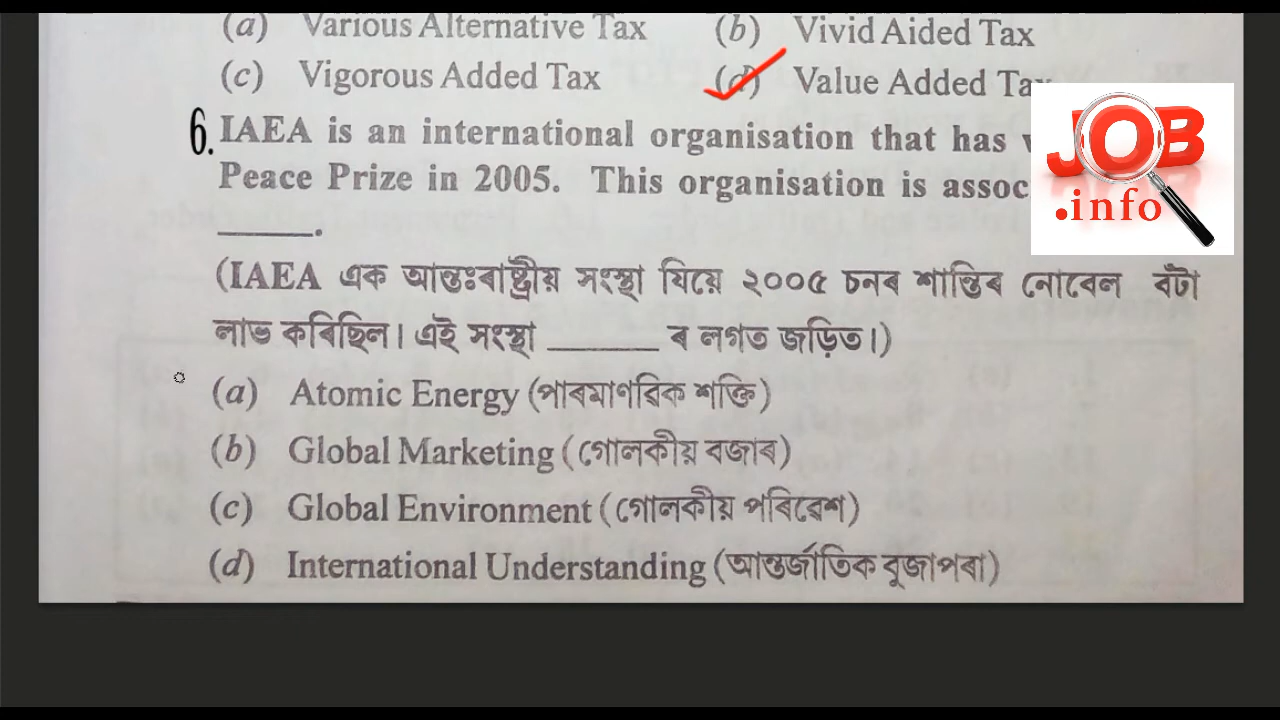 (a) Various Alternative Tax (b) Vivid Aided Tax
(c) Vigorous Added Tax (d) Value Added Tax
6. IAEA is an international organisation that has
Peace Prize in 2005. This organisation is assoc
______.
(IAEA এক আন্তঃৰাষ্ট্ৰীয় সংস্থা যিয়ে ২০০৫ চনৰ শান্তিৰ নোবেল বঁটা
লাভ কৰিছিল। এই সংস্থা _______ ৰ লগত জড়িত।)
(a) Atomic Energy (পাৰমাণৱিক শক্তি)
(b) Global Marketing (গোলকীয় বজাৰ)
(c) Global Environment (গোলকীয় পৰিৱেশ)
(d) International Understanding (আন্তৰ্জাতিক বুজাপৰা)
JOB
.info